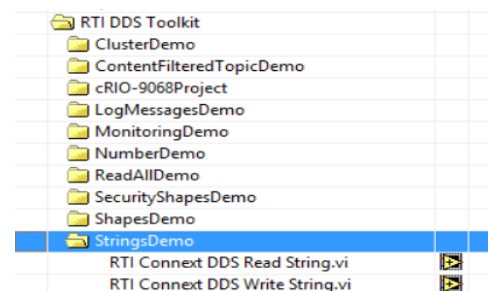 RTI DDS Toolkit
ClusterDemo
ContentFilteredTopicDemo
cRIO-9068Project
LogMessagesDemo
MonitoringDemo
NumberDemo
ReadAllDemo
SecurityShapesDemo
ShapesDemo
StringsDemo
RTI Connext DDS Read String.vi
RTI Connext DDS Write String.vi